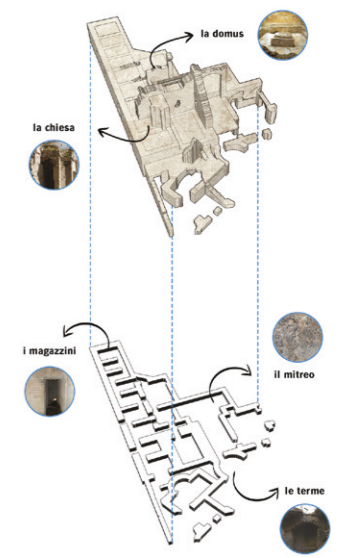 la domus
la chiesa
i magazzini
il mitreo
le terme